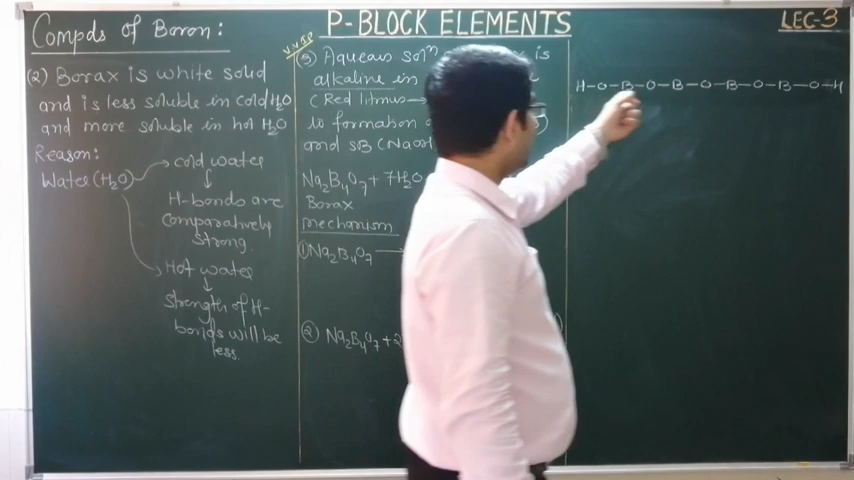 P-BLOCK ELEMENTS
LEC-3
Compds of Boron:
(2) Borax is white solid
and is less soluble in cold H2O
and more soluble in hot H2O
Reason:
Water (H2O) → cold water
↓
H-bonds are
comparatively
strong.
→ Hot water
↓
strength of H-
bonds will be
less.
V.V.I.P
(3) Aqueous solⁿ is
alkaline in
(Red litmus→
to formation
and SB (NaOH
Na2B4O7 + 7H2O
Borax
mechanism
① Na2B4O7 →
② Na2B4O7 + 2
H-O-B-O-B-O-B-O-B-O-H